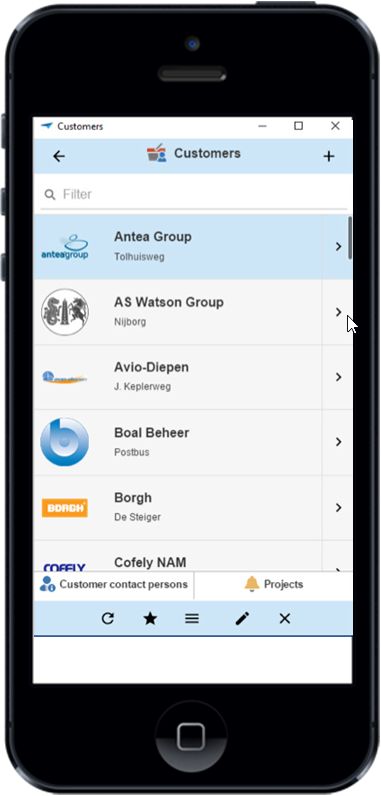 Customers
Customers
Filter
Antea Group
anteagroup
Tolhuisweg
AS Watson Group
Nijborg
Avio-Diepen
J. Keplerweg
Boal Beheer
Postbus
Borgh
BORGH
De Steiger
Cofely NAM
COFELY
Customer contact persons
Projects